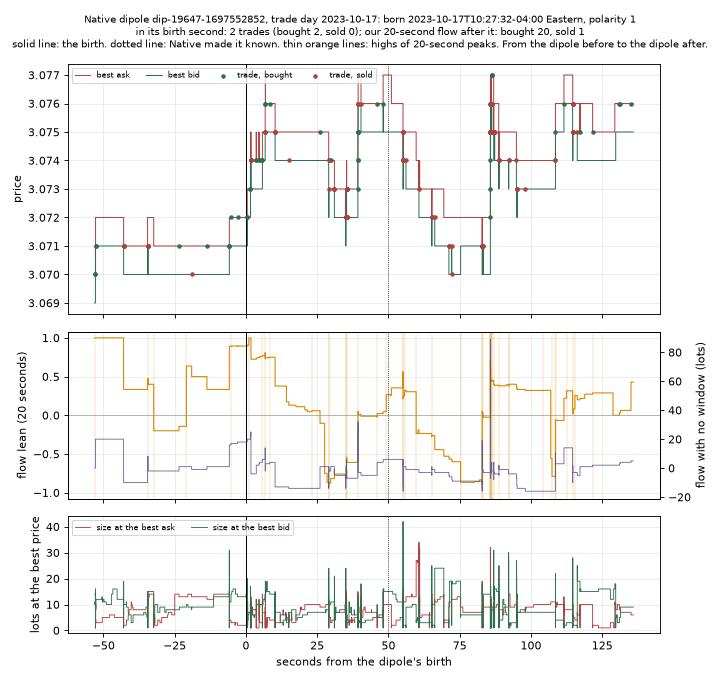 Native dipole dip-19647-1697552852, trade day 2023-10-17: born 2023-10-17T10:27:32-04:00 Eastern, polarity 1
in its birth second: 2 trades (bought 2, sold 0); our 20-second flow after it: bought 20, sold 1
solid line: the birth. dotted line: Native made it known. thin orange lines: highs of 20-second peaks. From the dipole before to the dipole after.
best ask best bid trade, bought trade, sold
3.077
3.076
3.075
3.074
3.073
3.072
3.071
3.070
3.069
price
1.0
0.5
0.0
−0.5
−1.0
flow lean (20 seconds)
80
60
40
20
0
−20
flow with no window (lots)
size at the best ask size at the best bid
40
30
20
10
0
lots at the best price
−50 −25 0 25 50 75 100 125
seconds from the dipole's birth